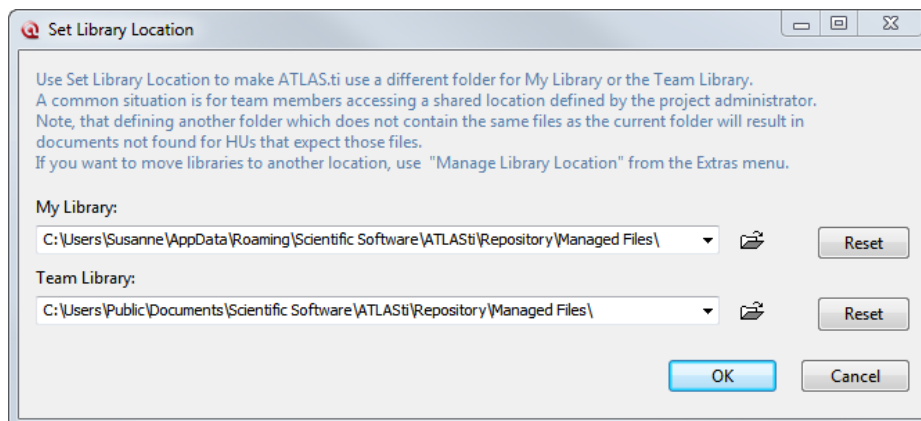 Set Library Location
Use Set Library Location to make ATLAS.ti use a different folder for My Library or the Team Library.
A common situation is for team members accessing a shared location defined by the project administrator.
Note, that defining another folder which does not contain the same files as the current folder will result in
documents not found for HUs that expect those files.
If you want to move libraries to another location, use "Manage Library Location" from the Extras menu.
My Library:
C:\Users\Susanne\AppData\Roaming\Scientific Software\ATLASti\Repository\Managed Files\
Reset
Team Library:
C:\Users\Public\Documents\Scientific Software\ATLASti\Repository\Managed Files\
Reset
OK
Cancel